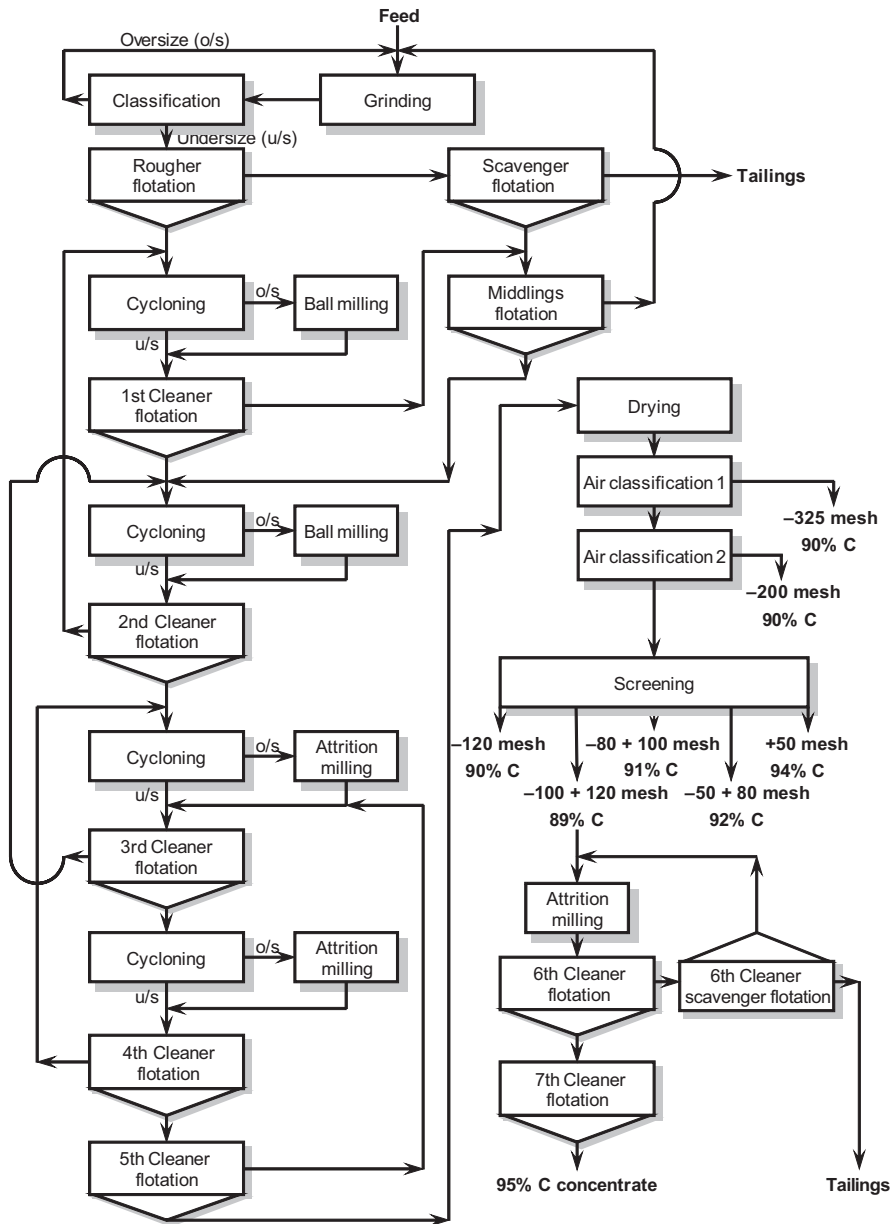 Feed
Oversize (o/s)
Classification
Grinding
Undersize (u/s)
Rougher
flotation
Scavenger
flotation
Tailings
Cycloning
o/s
Ball milling
Middlings
flotation
u/s
1st Cleaner
flotation
Drying
Air classification 1
Cycloning
o/s
Ball milling
–325 mesh
90% C
Air classification 2
u/s
–200 mesh
90% C
2nd Cleaner
flotation
Screening
Cycloning
o/s
Attrition
milling
–120 mesh
90% C
–80 + 100 mesh
91% C
+50 mesh
94% C
u/s
–100 + 120 mesh
89% C
–50 + 80 mesh
92% C
3rd Cleaner
flotation
Attrition
milling
Cycloning
o/s
Attrition
milling
6th Cleaner
flotation
6th Cleaner
scavenger flotation
u/s
4th Cleaner
flotation
7th Cleaner
flotation
5th Cleaner
flotation
95% C concentrate
Tailings